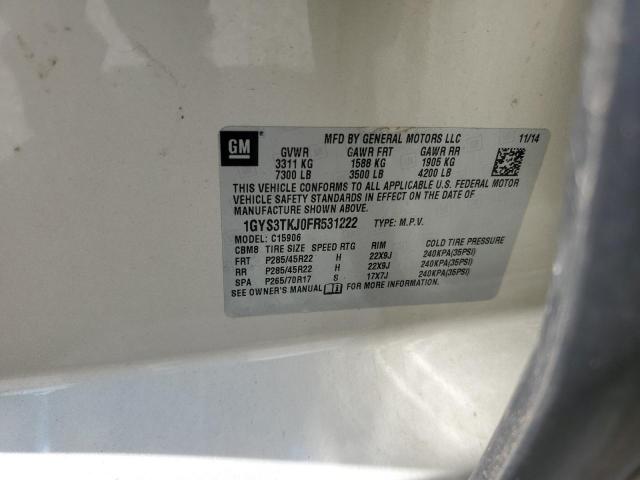 GM
MFD BY GENERAL MOTORS LLC 11/14
GVWR GAWR FRT GAWR RR
3311 KG 1588 KG 1905 KG
7300 LB 3500 LB 4200 LB
THIS VEHICLE CONFORMS TO ALL APPLICABLE U.S. FEDERAL MOTOR
VEHICLE SAFETY STANDARDS IN EFFECT ON THE DATE OF
MANUFACTURE SHOWN ABOVE.
1GYS3TKJ0FR531222 TYPE: M.P.V.
MODEL: C15906
CBM8 TIRE SIZE SPEED RTG RIM COLD TIRE PRESSURE
FRT P285/45R22 H 22X9J 240KPA(35PSI)
RR P285/45R22 H 22X9J 240KPA(35PSI)
SPA P265/70R17 S 17X7J 240KPA(35PSI)
SEE OWNER'S MANUAL FOR MORE INFORMATION